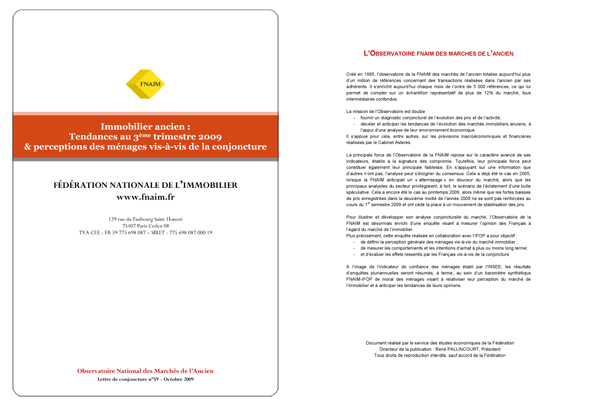 FNAIM
Immobilier ancien :
Tendances au 3ème trimestre 2009
& perceptions des ménages vis-à-vis de la conjoncture
FÉDÉRATION NATIONALE DE L'IMMOBILIER
www.fnaim.fr
129 rue du Faubourg Saint-Honoré
75407 Paris Cedex 08
TVA CEE : FR 59 775 698 087 – SIRET : 775 698 087 000 19
Observatoire National des Marchés de l'Ancien
Lettre de conjoncture n°59 – Octobre 2009
L'OBSERVATOIRE FNAIM DES MARCHES DE L'ANCIEN
Créé en 1995, l'observatoire de la FNAIM des marchés de l'ancien totalise aujourd'hui plus
d'un million de références concernant des transactions réalisées dans l'ancien par ses
adhérents. Il s'enrichit aujourd'hui chaque mois de l'ordre de 5 000 références, ce qui lui
permet de compter sur un échantillon représentatif de plus de 12% du marché, tous
intermédiaires confondus.
La mission de l'Observatoire est double :
- fournir un diagnostic conjoncturel de l'évolution des prix et de l'activité,
- déceler et anticiper les tendances de l'évolution des marchés immobiliers anciens, à
l'appui d'une analyse de leur environnement économique.
Il s'appuie pour cela, entre autres, sur les prévisions macroéconomiques et financières
réalisées par le Cabinet Asterès.
La principale force de l'Observatoire de la FNAIM repose sur le caractère avancé de ses
indicateurs, établis à la signature des compromis. Toutefois, leur principale force peut
constituer également leur principale faiblesse. En s'appuyant sur une information que
d'autres n'ont pas, l'analyse peut s'éloigner du consensus. Cela a déjà été le cas en 2005,
lorsque la FNAIM anticipait un « atterrissage » en douceur du marché, alors que les
principaux analystes du secteur privilégiaient, à tort, le scénario de l'éclatement d'une bulle
spéculative. Cela a encore été le cas au printemps 2009, alors même que les fortes baisses
de prix enregistrées dans la deuxième moitié de l'année 2008 ne se sont pas renforcées au
cours du 1er semestre 2009 et ont cédé la place à un mouvement de stabilisation des prix.
Pour illustrer et développer son analyse conjoncturelle du marché, l'Observatoire de la
FNAIM est désormais enrichi d'une enquête visant à mesurer l'opinion des Français à
l'égard du marché de l'immobilier.
Plus précisément, cette enquête réalisée en collaboration avec l'IFOP a pour objectif :
- de définir la perception générale des ménages vis-à-vis du marché immobilier ;
- de mesurer les comportements et les intentions d'achat à plus ou moins long terme;
- et d'évaluer les effets ressentis par les Français vis-à-vis de la conjoncture.
A l'image de l'indicateur de confiance des ménages établi par l'INSEE, les résultats
d'enquêtes pluriannuelles seront résumés, à terme, au sein d'un baromètre synthétique
FNAIM-IFOP de moral des ménages visant à relativiser leur perception du marché de
l'immobilier et à anticiper les tendances de leurs opinions.
Document réalisé par le service des études économiques de la Fédération
Directeur de la publication : René PALLINCOURT, Président
Tous droits de reproduction interdits. sauf accord de la Fédération